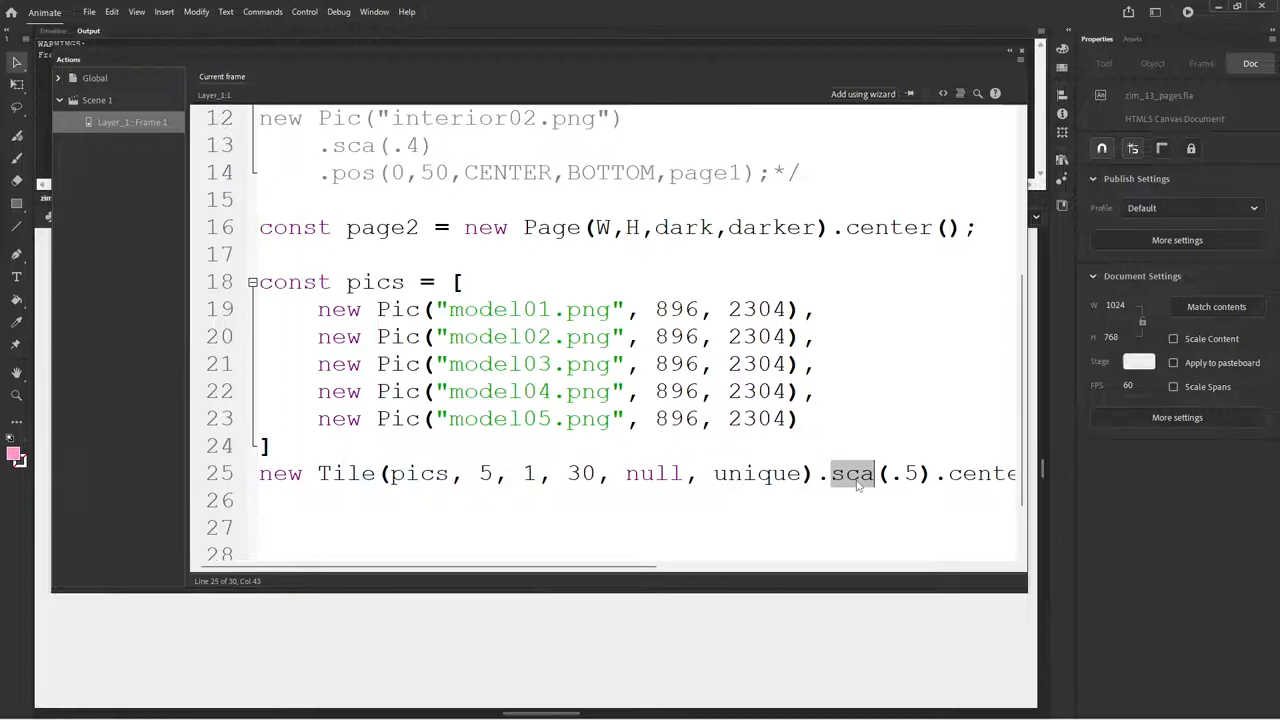 Animate File Edit View Insert Modify Text Commands Control Debug Window Help
Timeline Output
WARNINGS:
Actions
Global
Scene 1
Layer_1 : Frame 1
Current frame
Layer_1:1
Add using wizard
12 new Pic("interior02.png")
13 .sca(.4)
14 .pos(0,50,CENTER,BOTTOM,page1);*/
15
16 const page2 = new Page(W,H,dark,darker).center();
17
18 const pics = [
19 new Pic("model01.png", 896, 2304),
20 new Pic("model02.png", 896, 2304),
21 new Pic("model03.png", 896, 2304),
22 new Pic("model04.png", 896, 2304),
23 new Pic("model05.png", 896, 2304)
24 ]
25 new Tile(pics, 5, 1, 30, null, unique).sca(.5).cente
26
27
28
Line 25 of 30, Col 43
Properties Assets
Tool Object Frame Doc
zim_13_pages.fla
HTML5 Canvas Document
Publish Settings
Profile Default
More settings
Document Settings
W 1024
Match contents
H 768
Scale Content
Stage
Apply to pasteboard
FPS 60
Scale Spans
More settings